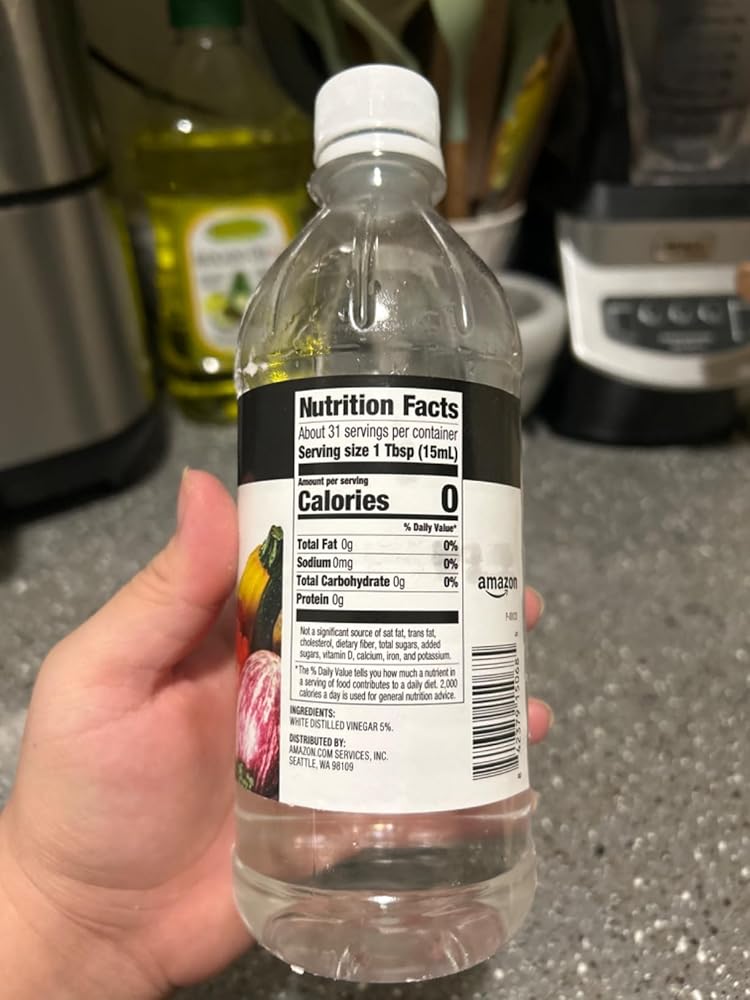 Nutrition Facts
About 31 servings per container
Serving size 1 Tbsp (15mL)
Amount per serving
Calories 0
% Daily Value*
Total Fat 0g 0%
Sodium 0mg 0%
Total Carbohydrate 0g 0%
Protein 0g
Not a significant source of sat fat, trans fat,
cholesterol, dietary fiber, total sugars, added
sugars, vitamin D, calcium, iron, and potassium.
*The % Daily Value tells you how much a nutrient in
a serving of food contributes to a daily diet. 2,000
calories a day is used for general nutrition advice.
INGREDIENTS:
WHITE DISTILLED VINEGAR 5%.
DISTRIBUTED BY:
AMAZON.COM SERVICES, INC.
SEATTLE, WA 98109
amazon